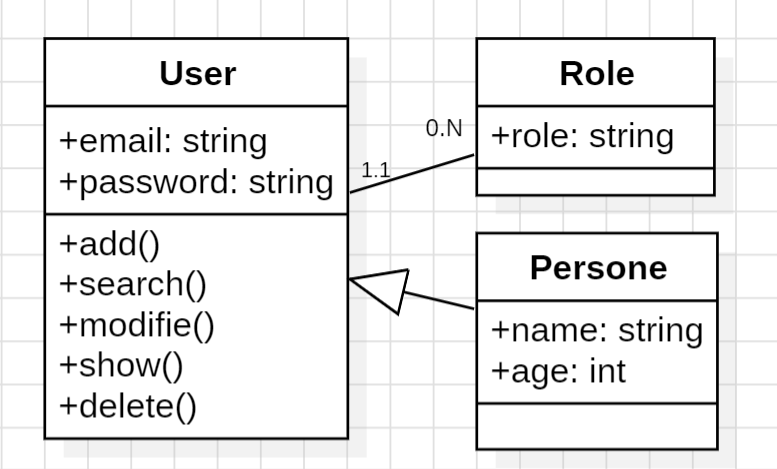 User
+email: string
+password: string
+add()
+search()
+modifie()
+show()
+delete()
1.1
0.N
Role
+role: string
Persone
+name: string
+age: int